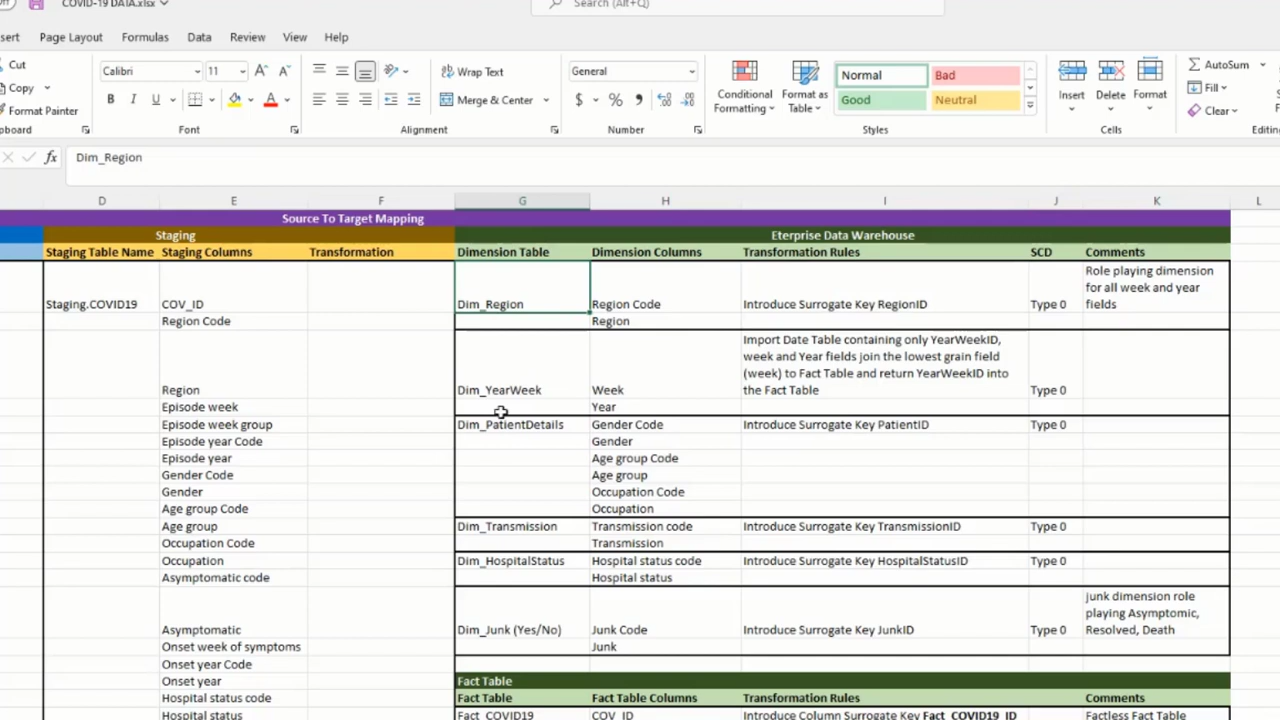 COVID-19 DATA.xlsx
Search (Alt+Q)
sert Page Layout Formulas Data Review View Help
Cut
Copy
Format Painter
pboard
Calibri 11
B I U
Font
Wrap Text
Merge & Center
Alignment
General
$ % ,
Number
Conditional Formatting
Format as Table
Normal Bad
Good Neutral
Styles
Insert Delete Format
Cells
AutoSum
Fill
Clear
Editing
fx Dim_Region
D E F G H I J K L
Source To Target Mapping
Staging Eterprise Data Warehouse
Staging Table Name Staging Columns Transformation Dimension Table Dimension Columns Transformation Rules SCD Comments
Role playing dimension
for all week and year
Staging.COVID19 COV_ID Dim_Region Region Code Introduce Surrogate Key RegionID Type 0 fields
Region Code Region
Import Date Table containing only YearWeekID,
week and Year fields join the lowest grain field
(week) to Fact Table and return YearWeekID into
Region Dim_YearWeek Week the Fact Table Type 0
Episode week Year
Episode week group Dim_PatientDetails Gender Code Introduce Surrogate Key PatientID Type 0
Episode year Code Gender
Episode year Age group Code
Gender Code Age group
Gender Occupation Code
Age group Code Occupation
Age group Dim_Transmission Transmission code Introduce Surrogate Key TransmissionID Type 0
Occupation Code Transmission
Occupation Dim_HospitalStatus Hospital status code Introduce Surrogate Key HospitalStatusID Type 0
Asymptomatic code Hospital status
junk dimension role
playing Asymptomic,
Asymptomatic Dim_Junk (Yes/No) Junk Code Introduce Surrogate Key JunkID Type 0 Resolved, Death
Onset week of symptoms Junk
Onset year Code
Onset year Fact Table
Hospital status code Fact Table Fact Table Columns Transformation Rules Comments
Hospital status Fact_COVID19 COV_ID Introduce Column Surrogate Key Fact_COVID19_ID Factless Fact Table